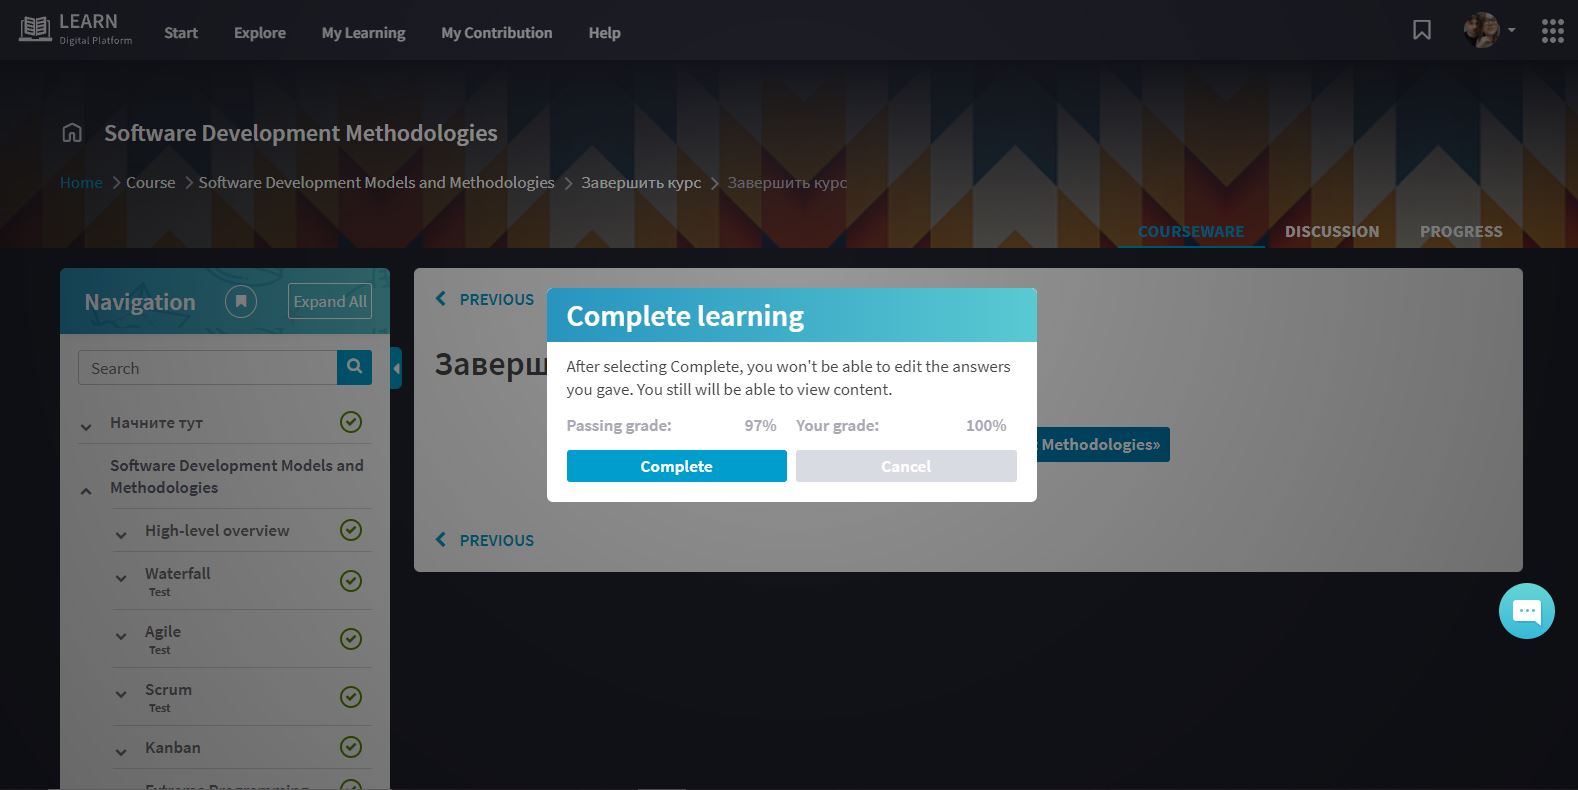 LEARN
Digital Platform
Start
Explore
My Learning
My Contribution
Help
Software Development Methodologies
Home > Course > Software Development Models and Methodologies > Завершить курс > Завершить курс
COURSEWARE
DISCUSSION
PROGRESS
Navigation
Expand All
Search
Начните тут
Software Development Models and
Methodologies
High-level overview
Waterfall
Test
Agile
Test
Scrum
Test
Kanban
Extreme Programming
PREVIOUS
Заверш
Methodologies»
PREVIOUS
Complete learning
After selecting Complete, you won't be able to edit the answers
you gave. You still will be able to view content.
Passing grade: 97% Your grade: 100%
Complete
Cancel